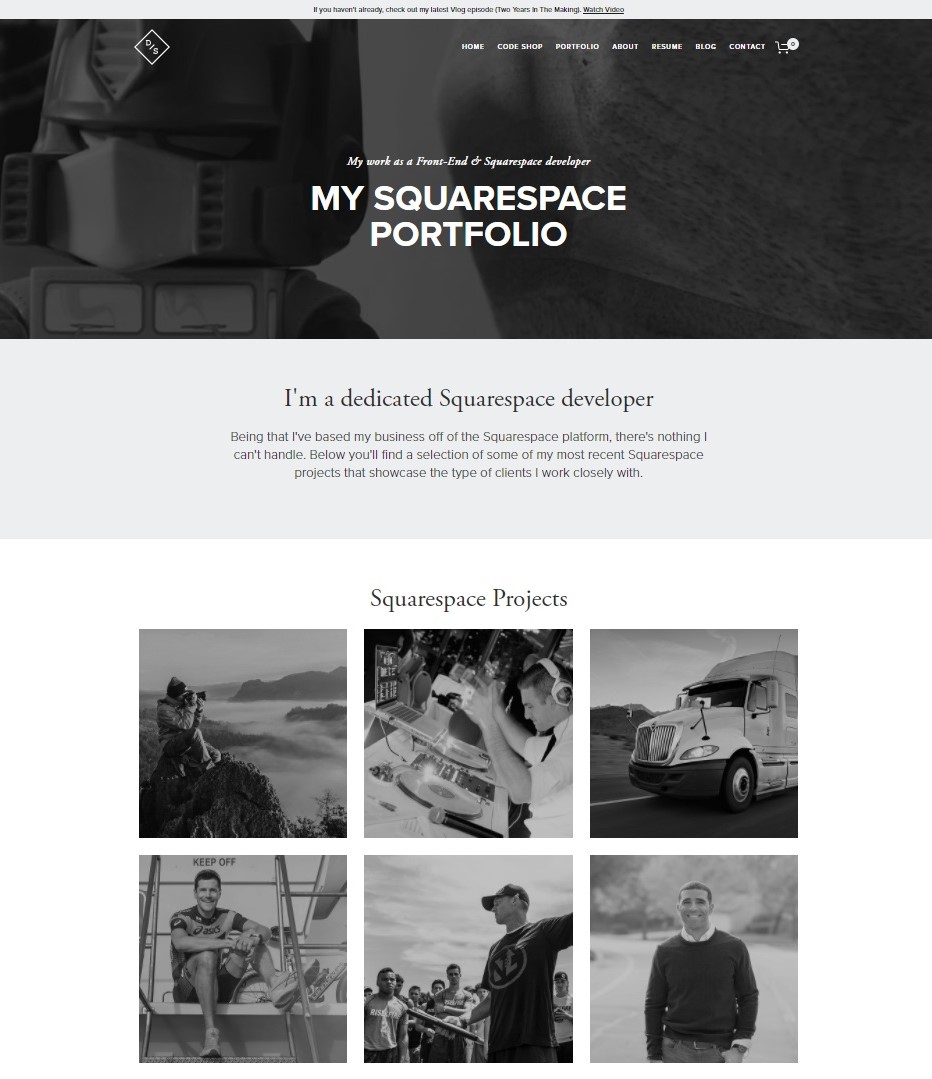 If you haven't already, check out my latest Vlog episode (Two Years In The Making). Watch Video
DJS
HOME CODE SHOP PORTFOLIO ABOUT RESUME BLOG CONTACT 0
My work as a Front-End & Squarespace developer
MY SQUARESPACE
PORTFOLIO
I'm a dedicated Squarespace developer
Being that I've based my business off of the Squarespace platform, there's nothing I
can't handle. Below you'll find a selection of some of my most recent Squarespace
projects that showcase the type of clients I work closely with.
Squarespace Projects
KEEP OFF
asics